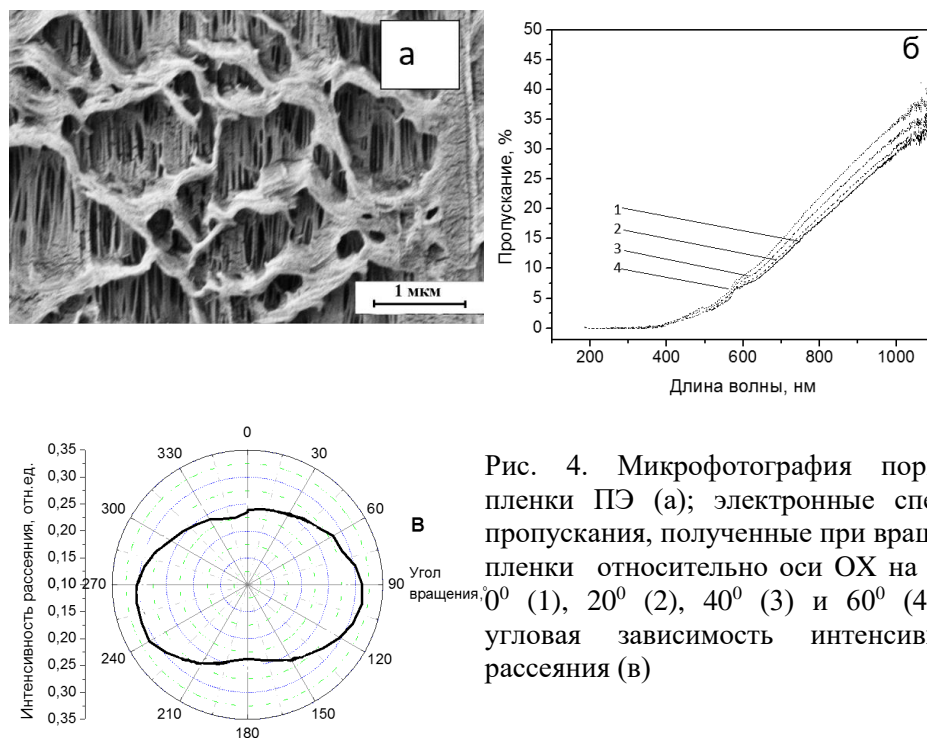 а
1 мкм
б
Пропускание, %
50
45
40
35
30
25
20
15
10
5
0
1
2
3
4
200 400 600 800 1000
Длина волны, нм
Интенсивность рассеяния, отн.ед.
0,35
0,30
0,25
0,20
0,15
0,10
0,15
0,20
0,25
0,30
0,35
0
30
60
90
120
150
180
210
240
270
300
330
в
Угол
вращения,°
Рис. 4. Микрофотография пор
пленки ПЭ (а); электронные спе
пропускания, полученные при вращ
пленки относительно оси ОХ на
0⁰ (1), 20⁰ (2), 40⁰ (3) и 60⁰ (4
угловая зависимость интенсив
рассеяния (в)